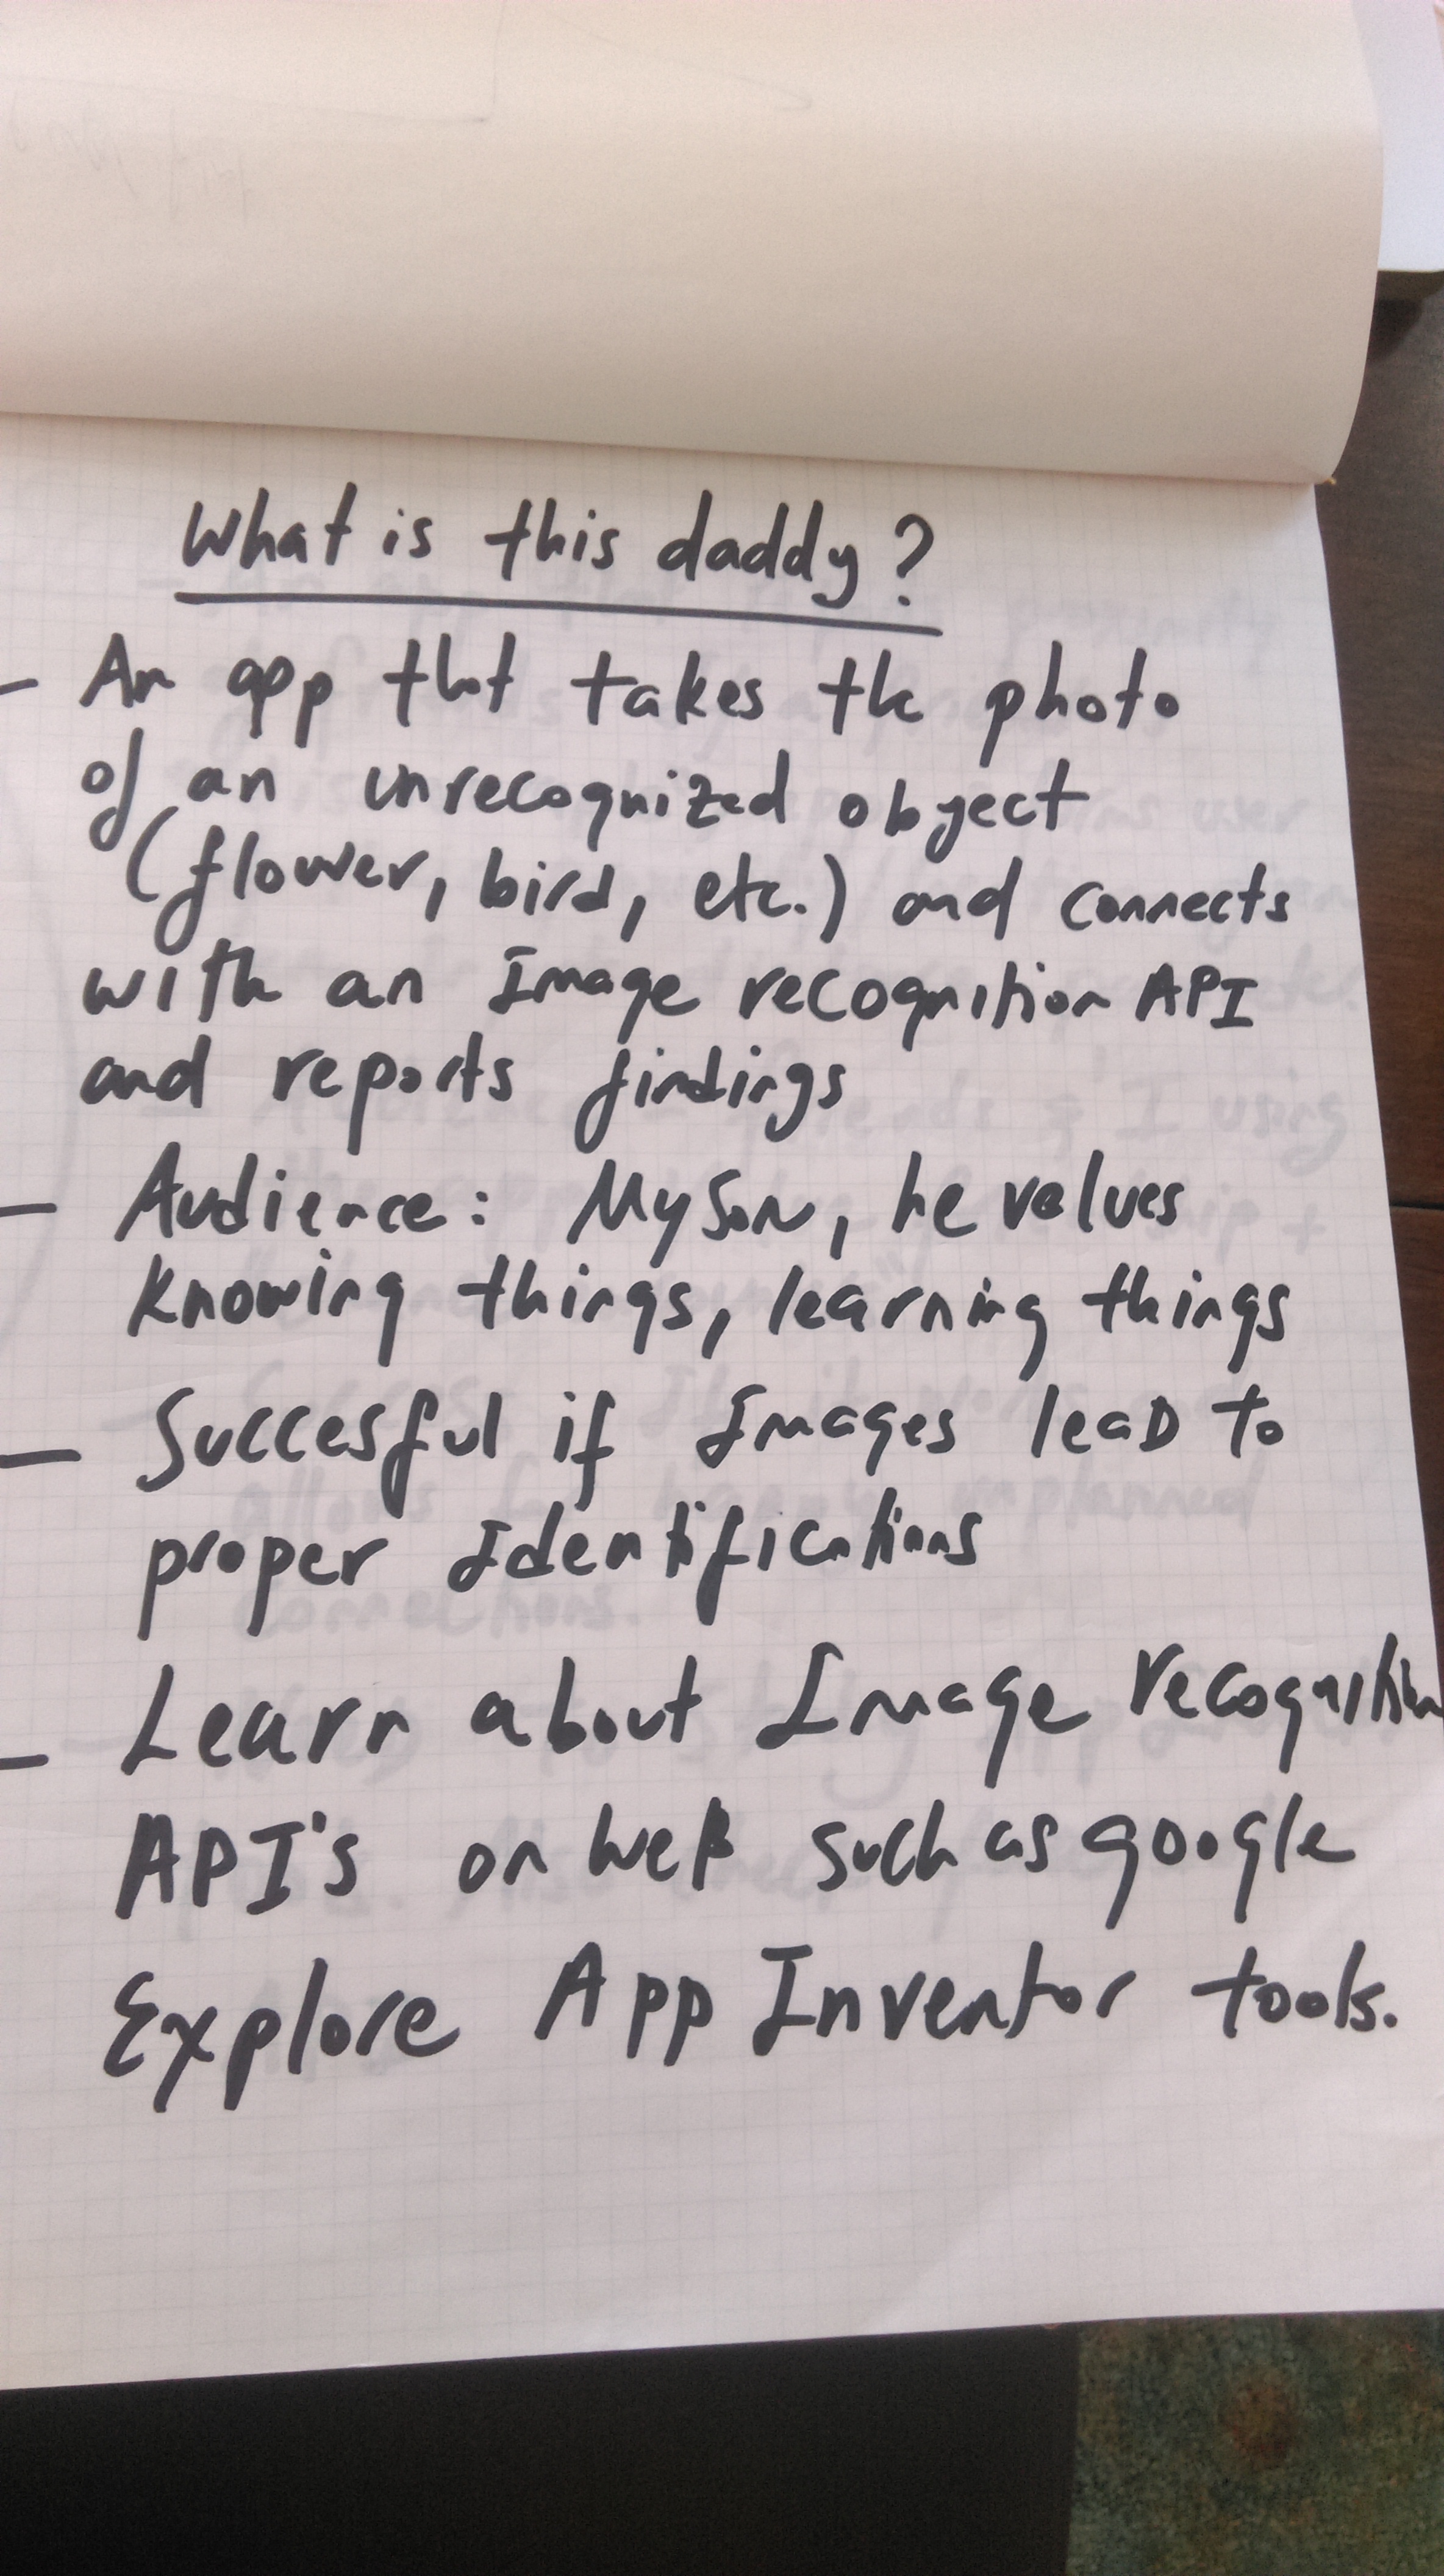 What is this daddy?
- An app that takes the photo
of an unrecognized object
(flower, bird, etc.) and connects
with an Image recognition API
and reports findings
- Audience: My Son, he values
knowing things, learning things
- Succesful if Images lead to
proper Identifications
- Learn about Image recognition
API's on web such as google
Explore App Inventor tools.